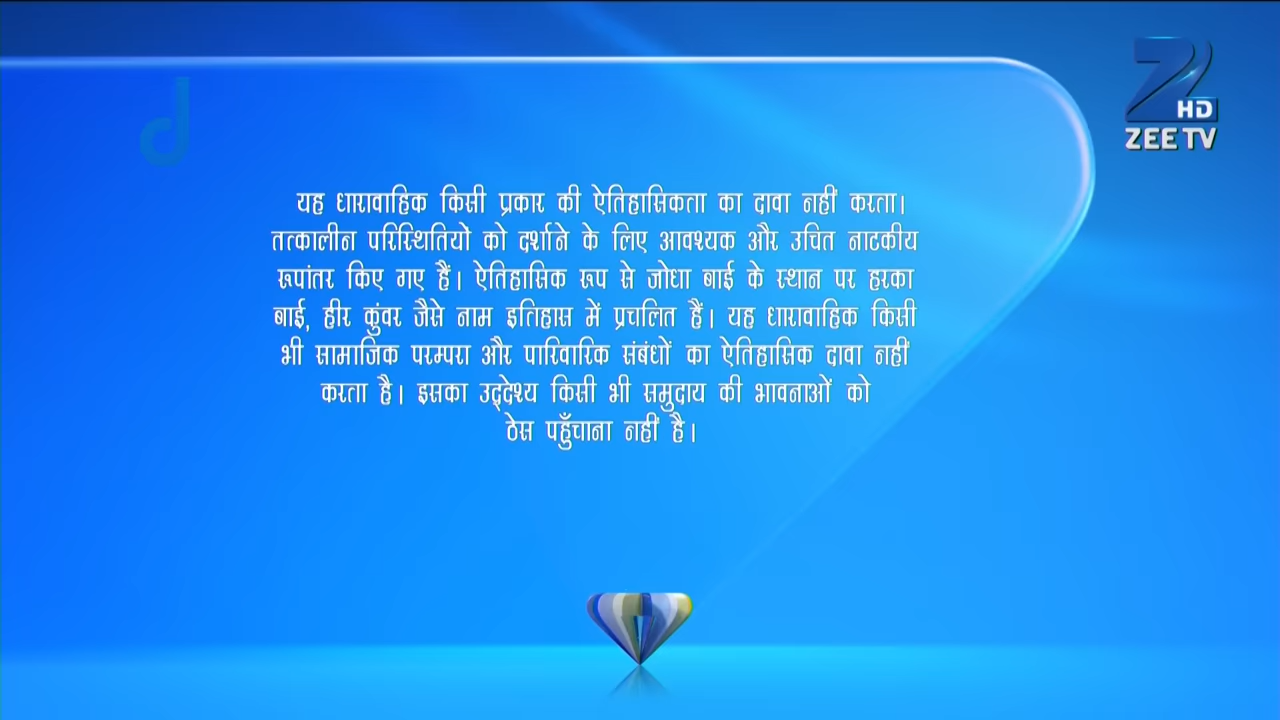 HD
ZEE TV
यह धारावाहिक किसी प्रकार की ऐतिहासिकता का दावा नहीं करता।
तत्कालीन परिस्थितियों को दर्शाने के लिए आवश्यक और उचित नाटकीय
रूपांतर किए गए हैं। ऐतिहासिक रूप से जोधा बाई के स्थान पर हरका
बाई, हीर कुंवर जैसे नाम इतिहास में प्रचलित हैं। यह धारावाहिक किसी
भी सामाजिक परम्परा और पारिवारिक संबंधों का ऐतिहासिक दावा नहीं
करता है। इसका उद्देश्य किसी भी समुदाय की भावनाओं को
ठेस पहुँचाना नहीं है।